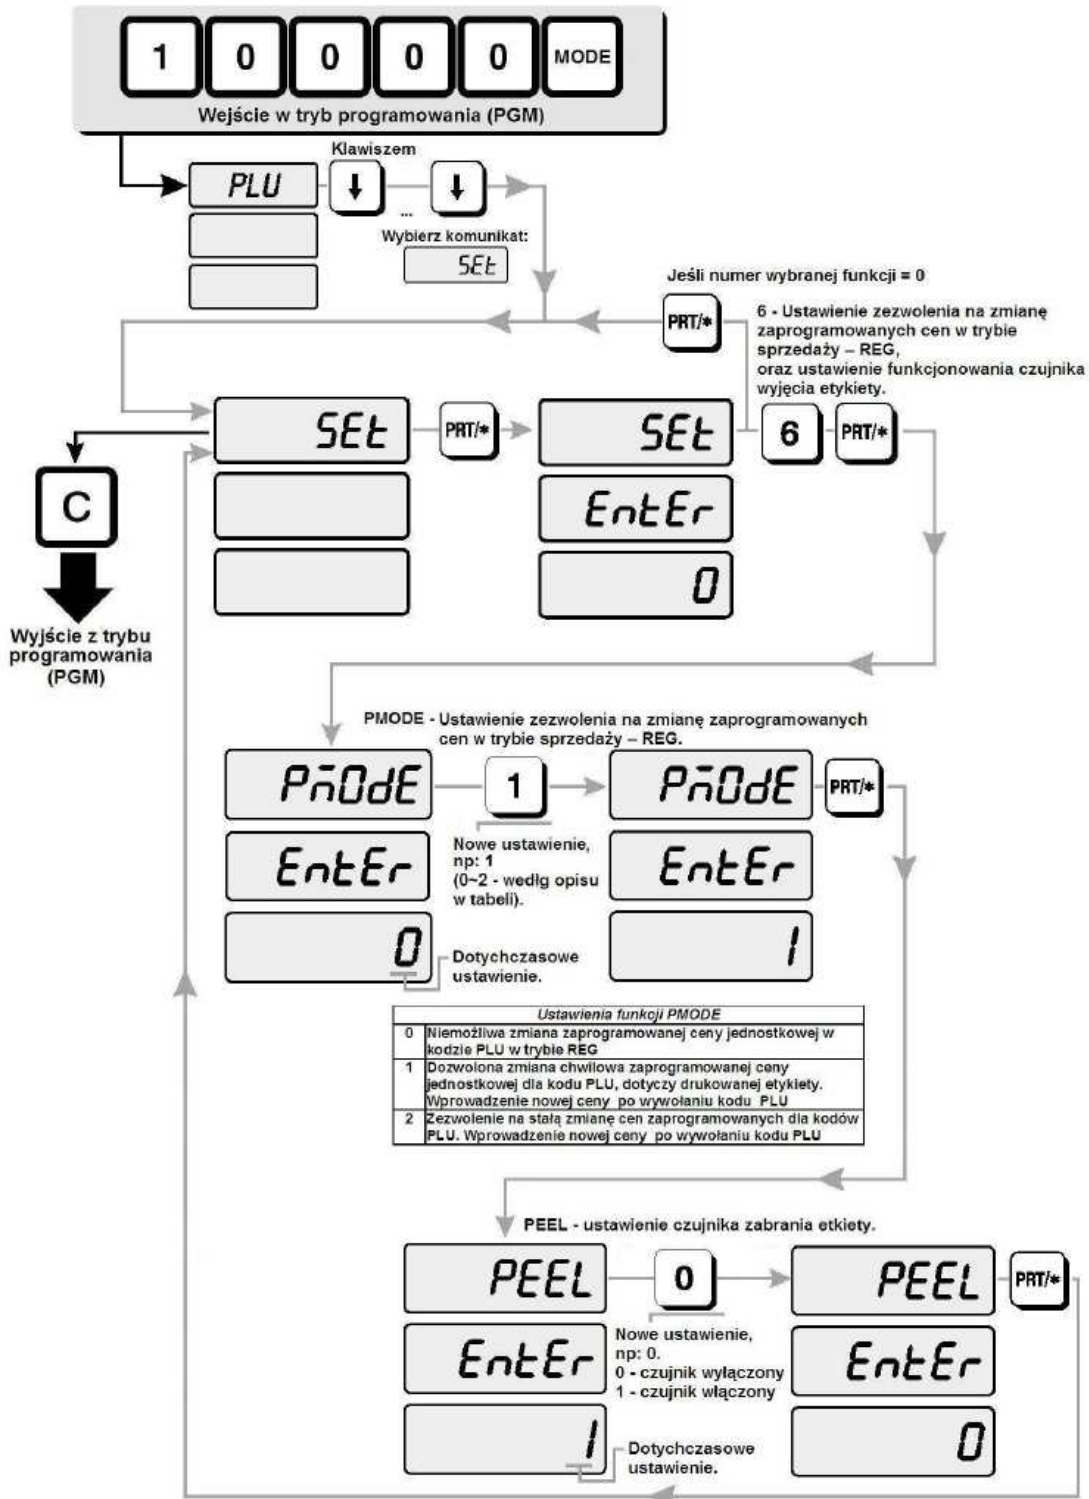 1 0 0 0 0 MODE
Wejście w tryb programowania (PGM)
Klawiszem
PLU ↓ ... ↓
Wybierz komunikat:
SEt
Jeśli numer wybranej funkcji = 0
PRT/*
6 - Ustawienie zezwolenia na zmianę
zaprogramowanych cen w trybie
sprzedaży – REG,
oraz ustawienie funkcjonowania czujnika
wyjęcia etykiety.
SEt PRT/* SEt 6 PRT/*
C
EntEr
0
Wyjście z trybu
programowania
(PGM)
PMODE - Ustawienie zezwolenia na zmianę zaprogramowanych
cen w trybie sprzedaży – REG.
PñOdE 1 PñOdE PRT/*
EntEr
Nowe ustawienie,
np: 1
(0~2 - wedłg opisu
w tabeli).
EntEr
0
Dotychczasowe
ustawienie.
1
Ustawienia funkcji PMODE
0 Niemożliwa zmiana zaprogramowanej ceny jednostkowej w
kodzie PLU w trybie REG
1 Dozwolona zmiana chwilowa zaprogramowanej ceny
jednostkowej dla kodu PLU, dotyczy drukowanej etykiety.
Wprowadzenie nowej ceny po wywołaniu kodu PLU
2 Zezwolenie na stałą zmianę cen zaprogramowanych dla kodów
PLU. Wprowadzenie nowej ceny po wywołaniu kodu PLU
PEEL - ustawienie czujnika zabrania etkiety.
PEEL 0 PEEL PRT/*
EntEr
Nowe ustawienie,
np: 0.
0 - czujnik wyłączony
1 - czujnik włączony
EntEr
1
Dotychczasowe
ustawienie.
0